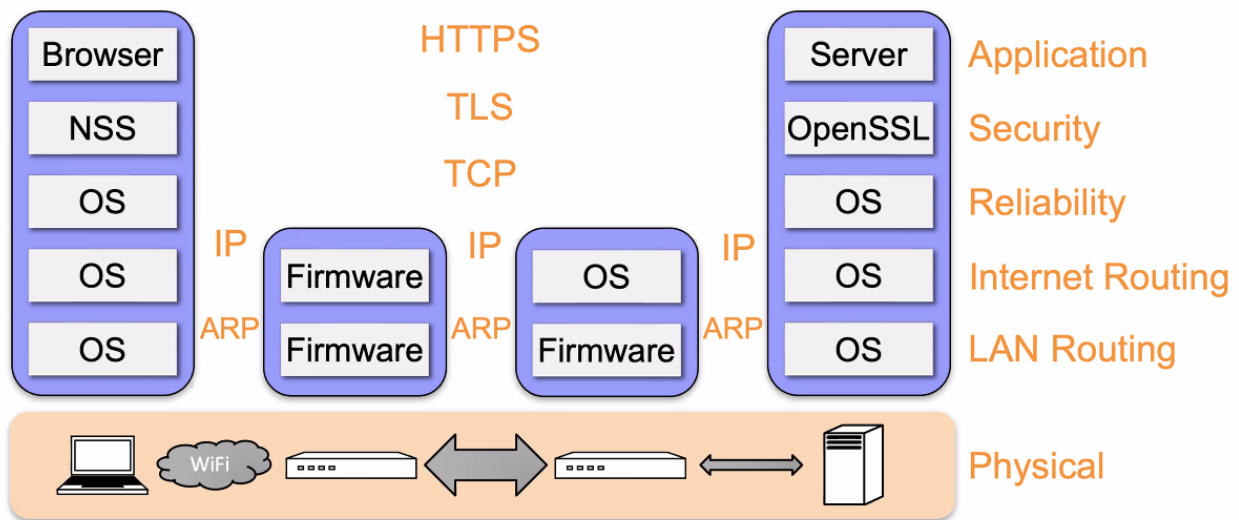 Browser
HTTPS
Server
Application
NSS
TLS
OpenSSL
Security
OS
TCP
OS
Reliability
IP
IP
IP
OS
Firmware
OS
OS
Internet Routing
ARP
ARP
ARP
OS
Firmware
Firmware
OS
LAN Routing
WiFi
Physical